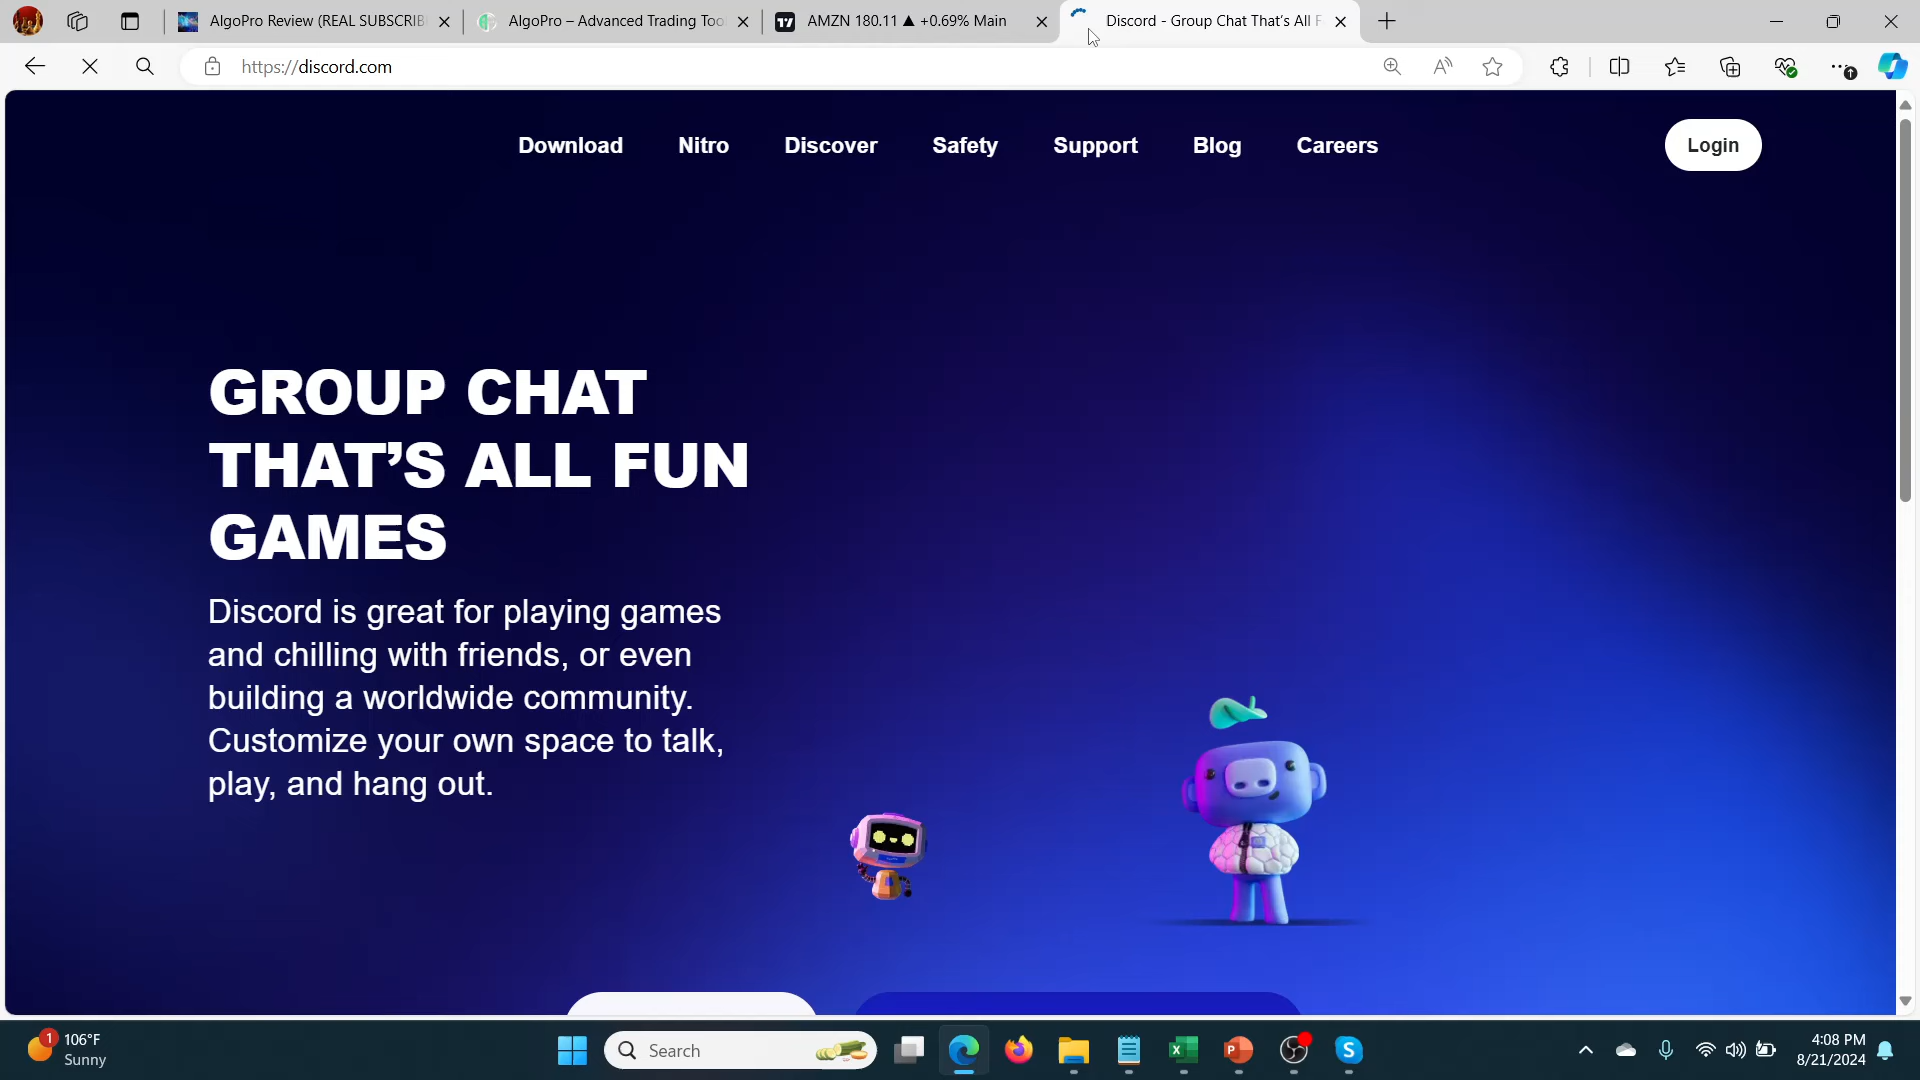 AlgoPro Review (REAL SUBSCRIB
AlgoPro – Advanced Trading Too
AMZN 180.11 ▲ +0.69% Main
Discord - Group Chat That's All F
https://discord.com
Download Nitro Discover Safety Support Blog Careers
Login
GROUP CHAT
THAT'S ALL FUN
GAMES
Discord is great for playing games
and chilling with friends, or even
building a worldwide community.
Customize your own space to talk,
play, and hang out.
1
106°F
Sunny
Search
4:08 PM
8/21/2024